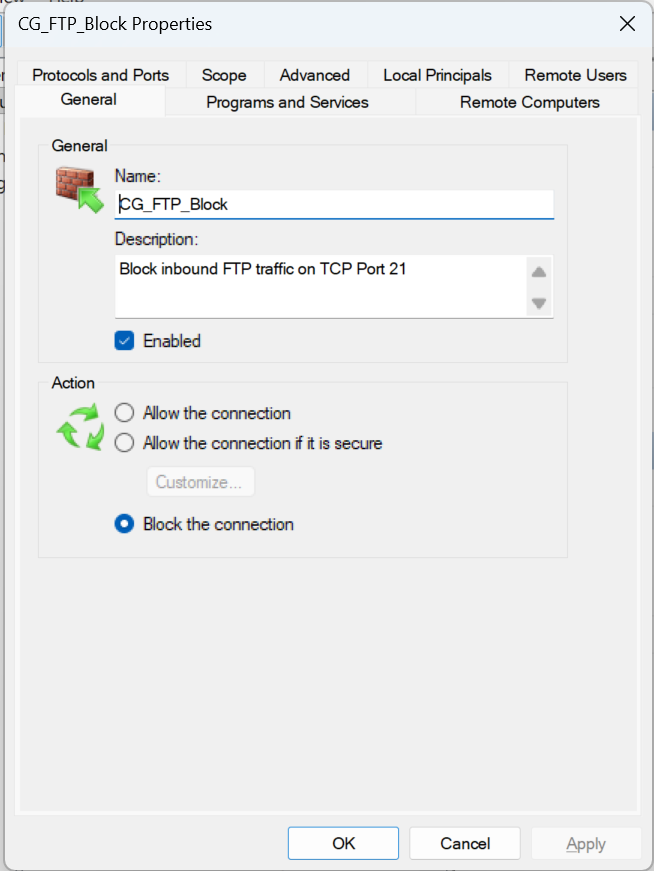 CG_FTP_Block Properties
Protocols and Ports
Scope
Advanced
Local Principals
Remote Users
General
Programs and Services
Remote Computers
General
Name:
CG_FTP_Block
Description:
Block inbound FTP traffic on TCP Port 21
Enabled
Action
Allow the connection
Allow the connection if it is secure
Customize...
Block the connection
OK
Cancel
Apply